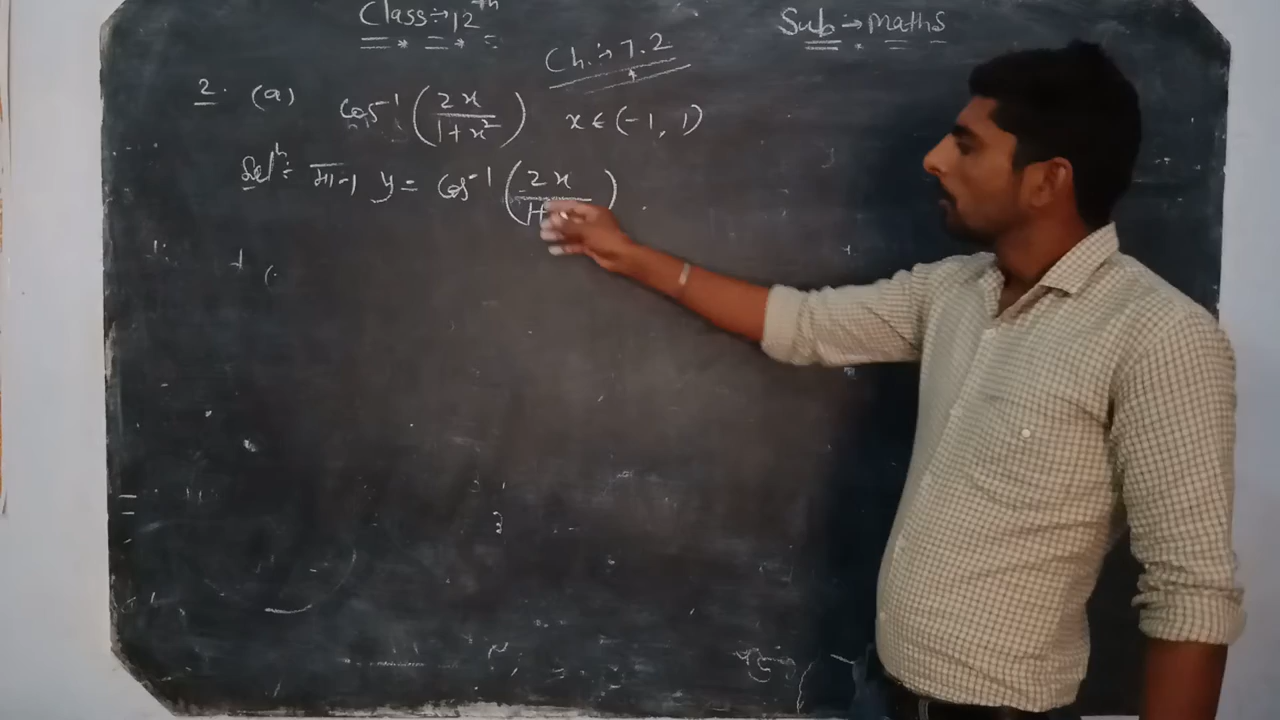 Class :- 12th
Sub → Maths
Ch. :- 7.2
2. (a) cos⁻¹ (2x / 1+x²) x ∈ (-1, 1)
Solⁿ :- माना y = cos⁻¹ (2x / 1+